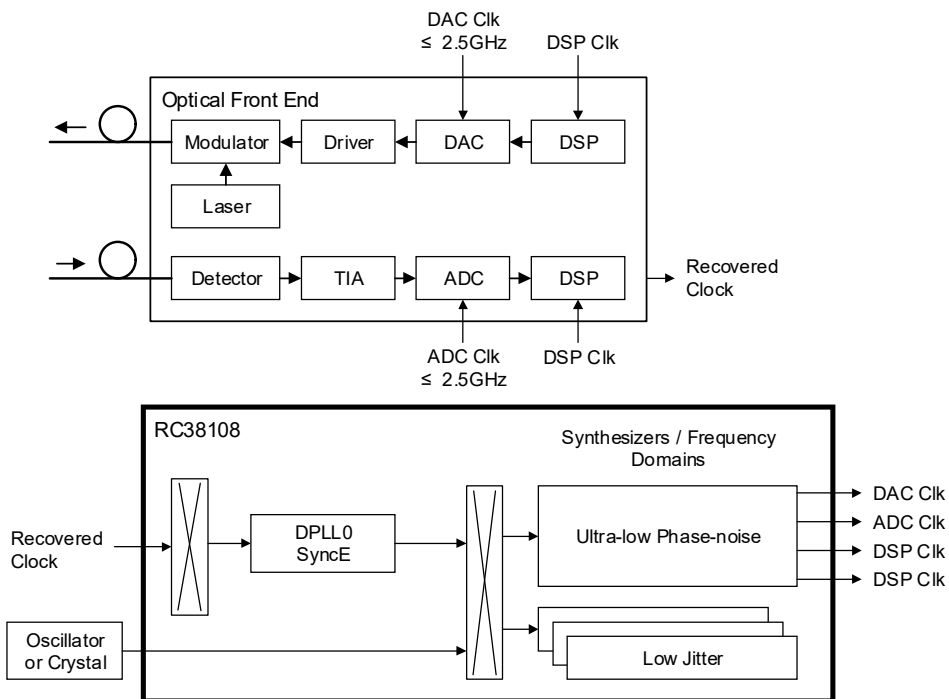 DAC Clk
≤ 2.5GHz
DSP Clk
Optical Front End
Modulator
Driver
DAC
DSP
Laser
Detector
TIA
ADC
DSP
Recovered
Clock
ADC Clk
≤ 2.5GHz
DSP Clk
RC38108
Synthesizers / Frequency
Domains
Recovered
Clock
DPLL0
SyncE
Ultra-low Phase-noise
DAC Clk
ADC Clk
DSP Clk
DSP Clk
Oscillator
or Crystal
Low Jitter